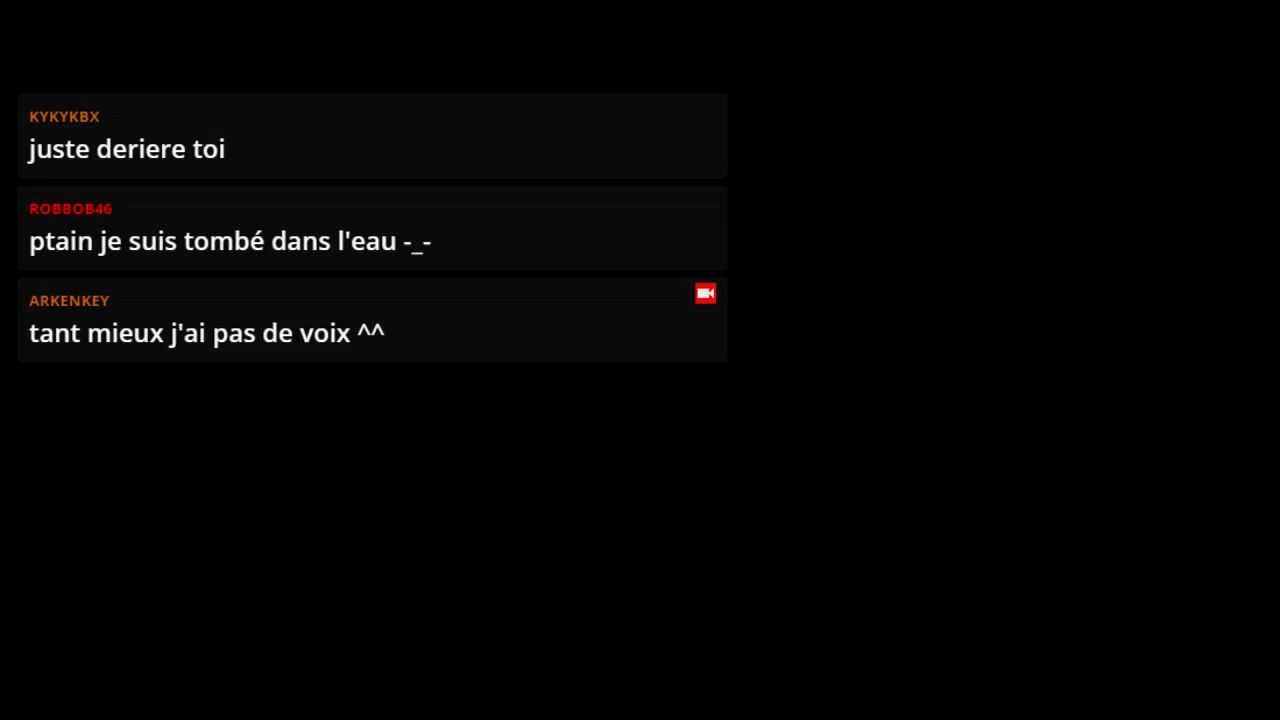 KYKYKBX
juste deriere toi
ROBBOB46
ptain je suis tombé dans l'eau -_-
ARKENKEY
tant mieux j'ai pas de voix ^^